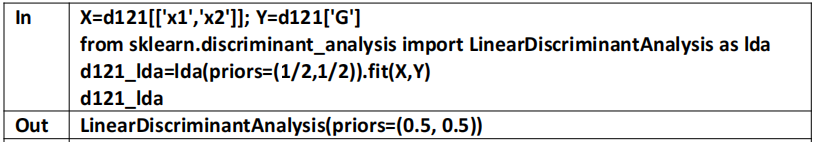 In X=d121[['x1','x2']]; Y=d121['G']
from sklearn.discriminant_analysis import LinearDiscriminantAnalysis as lda
d121_lda=lda(priors=(1/2,1/2)).fit(X,Y)
d121_lda
Out LinearDiscriminantAnalysis(priors=(0.5, 0.5))